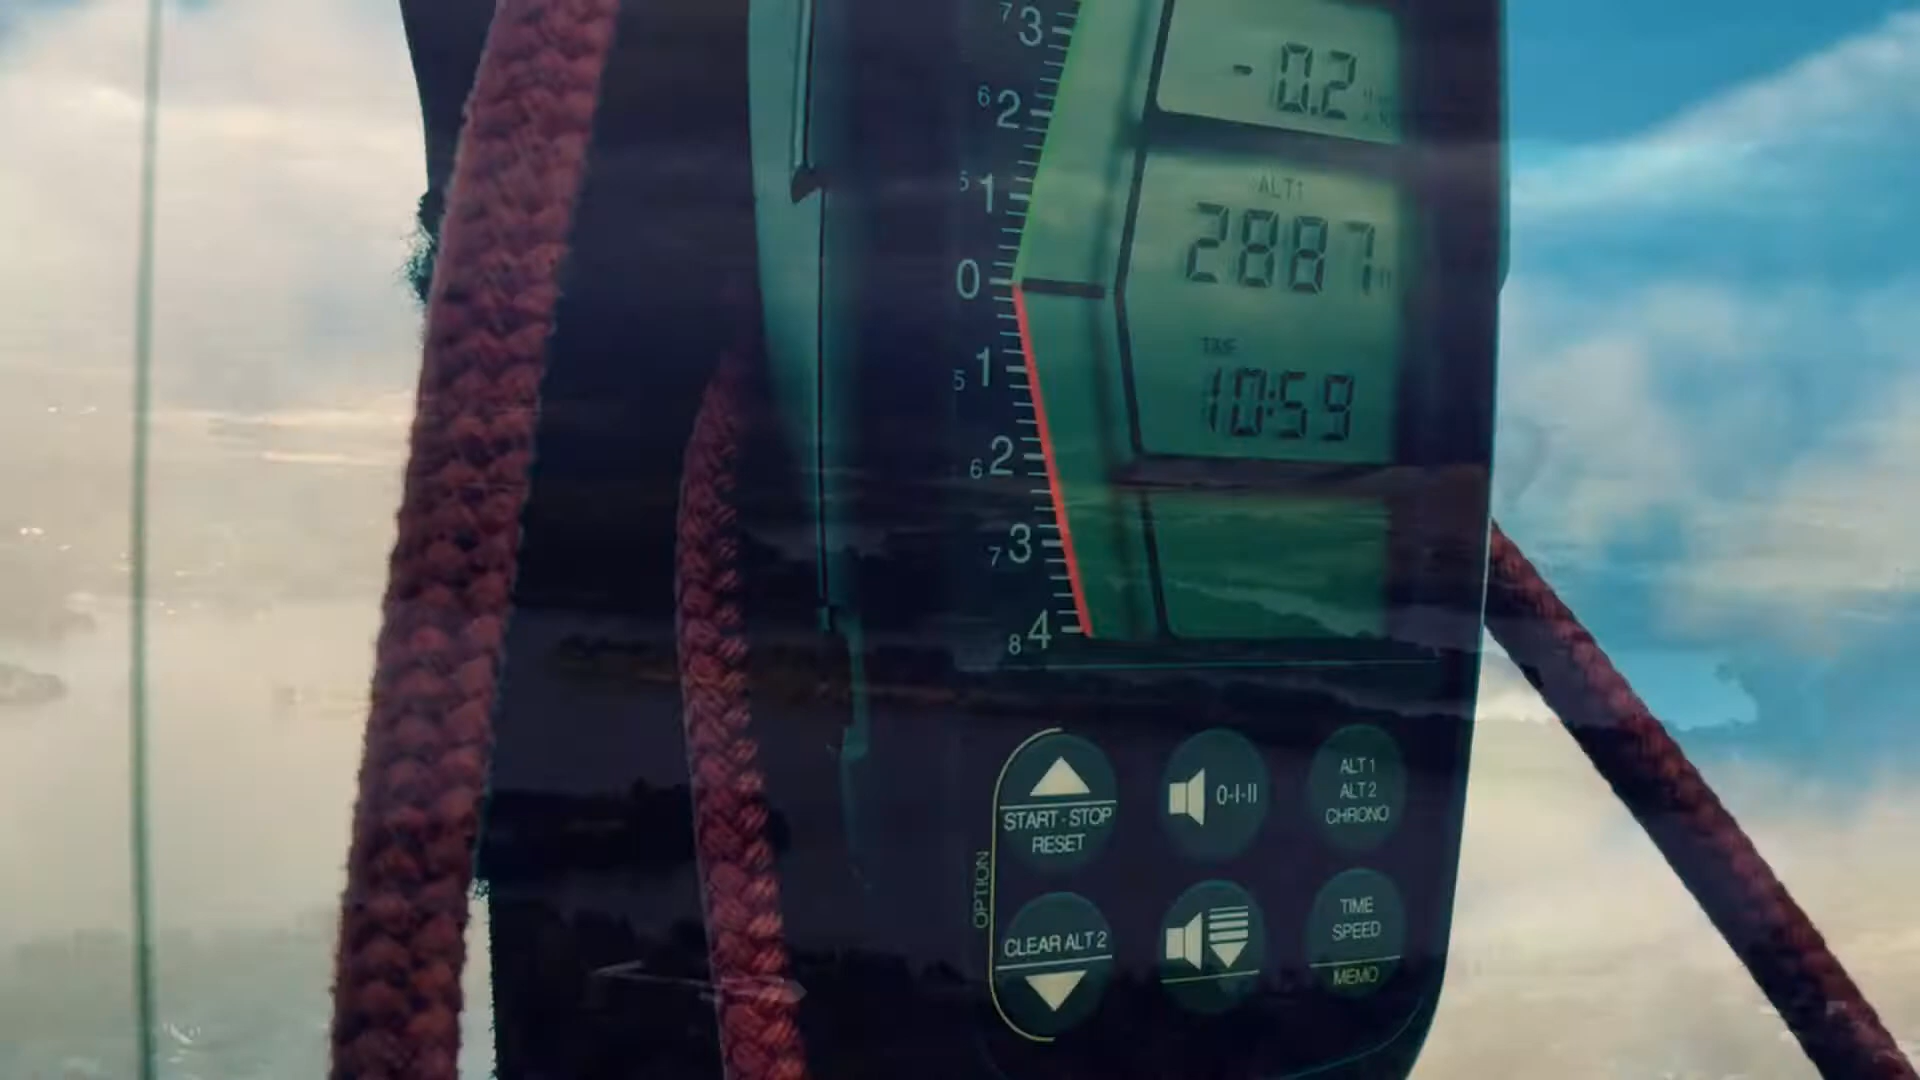 7 3
6 2
5 1
0
5 1
6 2
7 3
8 4
-0.2
ALT1
2887
TIME
10:59
START - STOP
RESET
OPTION
CLEAR ALT 2
0-I-II
ALT 1
ALT 2
CHRONO
TIME
SPEED
MEMO